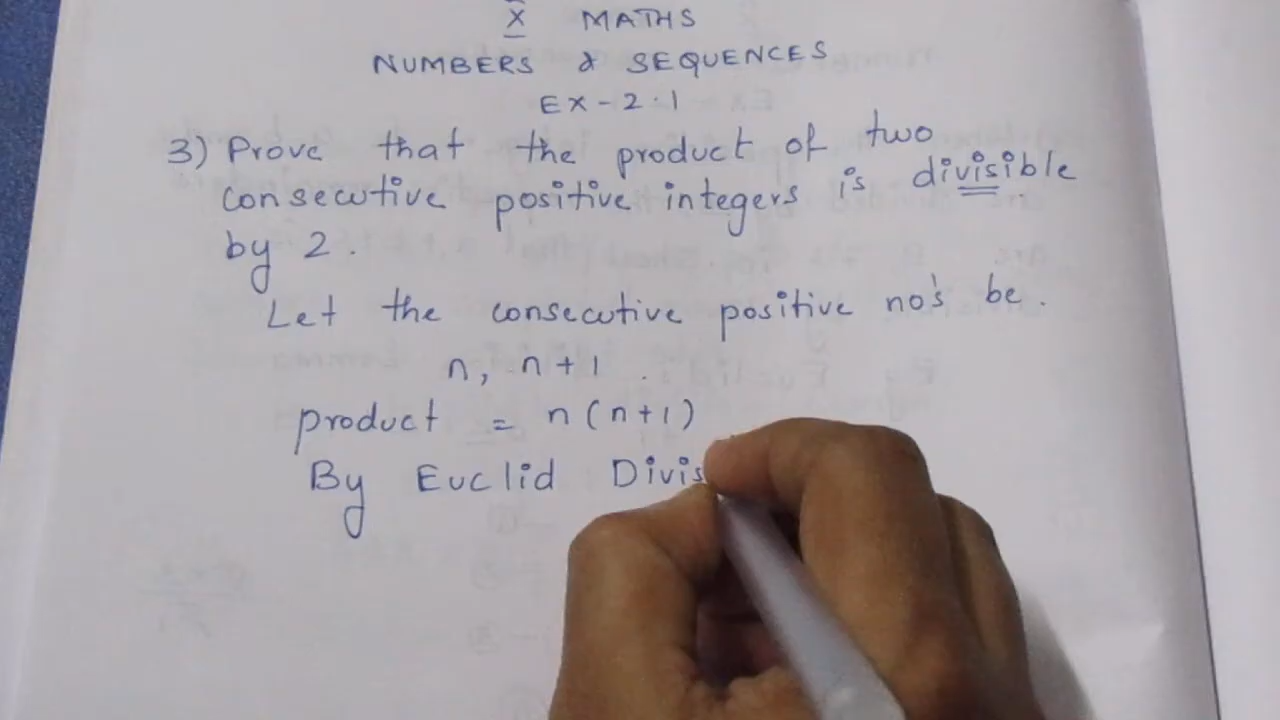 X MATHS
NUMBERS & SEQUENCES
EX-2.1
3) Prove that the product of two
consecutive positive integers is divisible
by 2.
Let the consecutive positive no's be.
n, n+1.
product = n(n+1)
By Euclid Divis